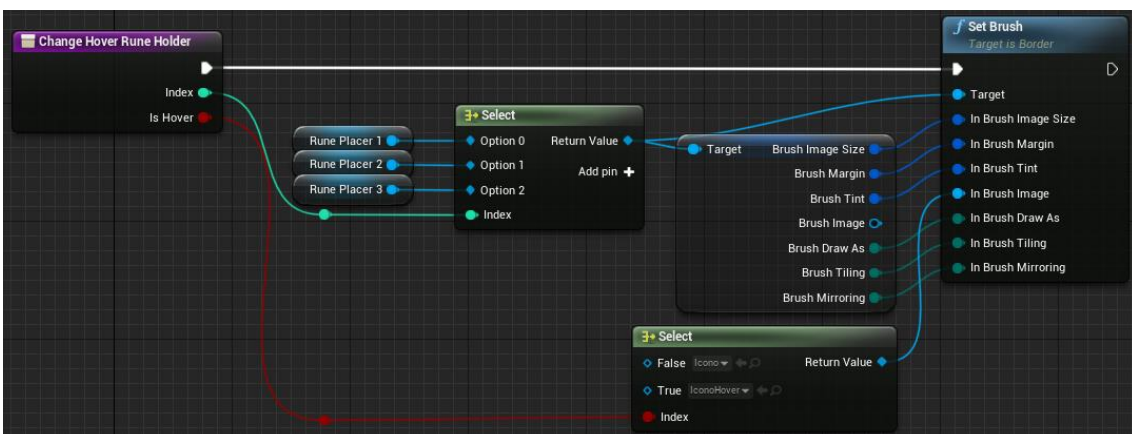 Change Hover Rune Holder
Index
Is Hover
Rune Placer 1
Rune Placer 2
Rune Placer 3
Select
Option 0
Return Value
Option 1
Add pin
Option 2
Index
Target
Brush Image Size
Brush Margin
Brush Tint
Brush Image
Brush Draw As
Brush Tiling
Brush Mirroring
Select
False
Icono
Return Value
True
IconoHover
Index
f Set Brush
Target is Border
Target
In Brush Image Size
In Brush Margin
In Brush Tint
In Brush Image
In Brush Draw As
In Brush Tiling
In Brush Mirroring